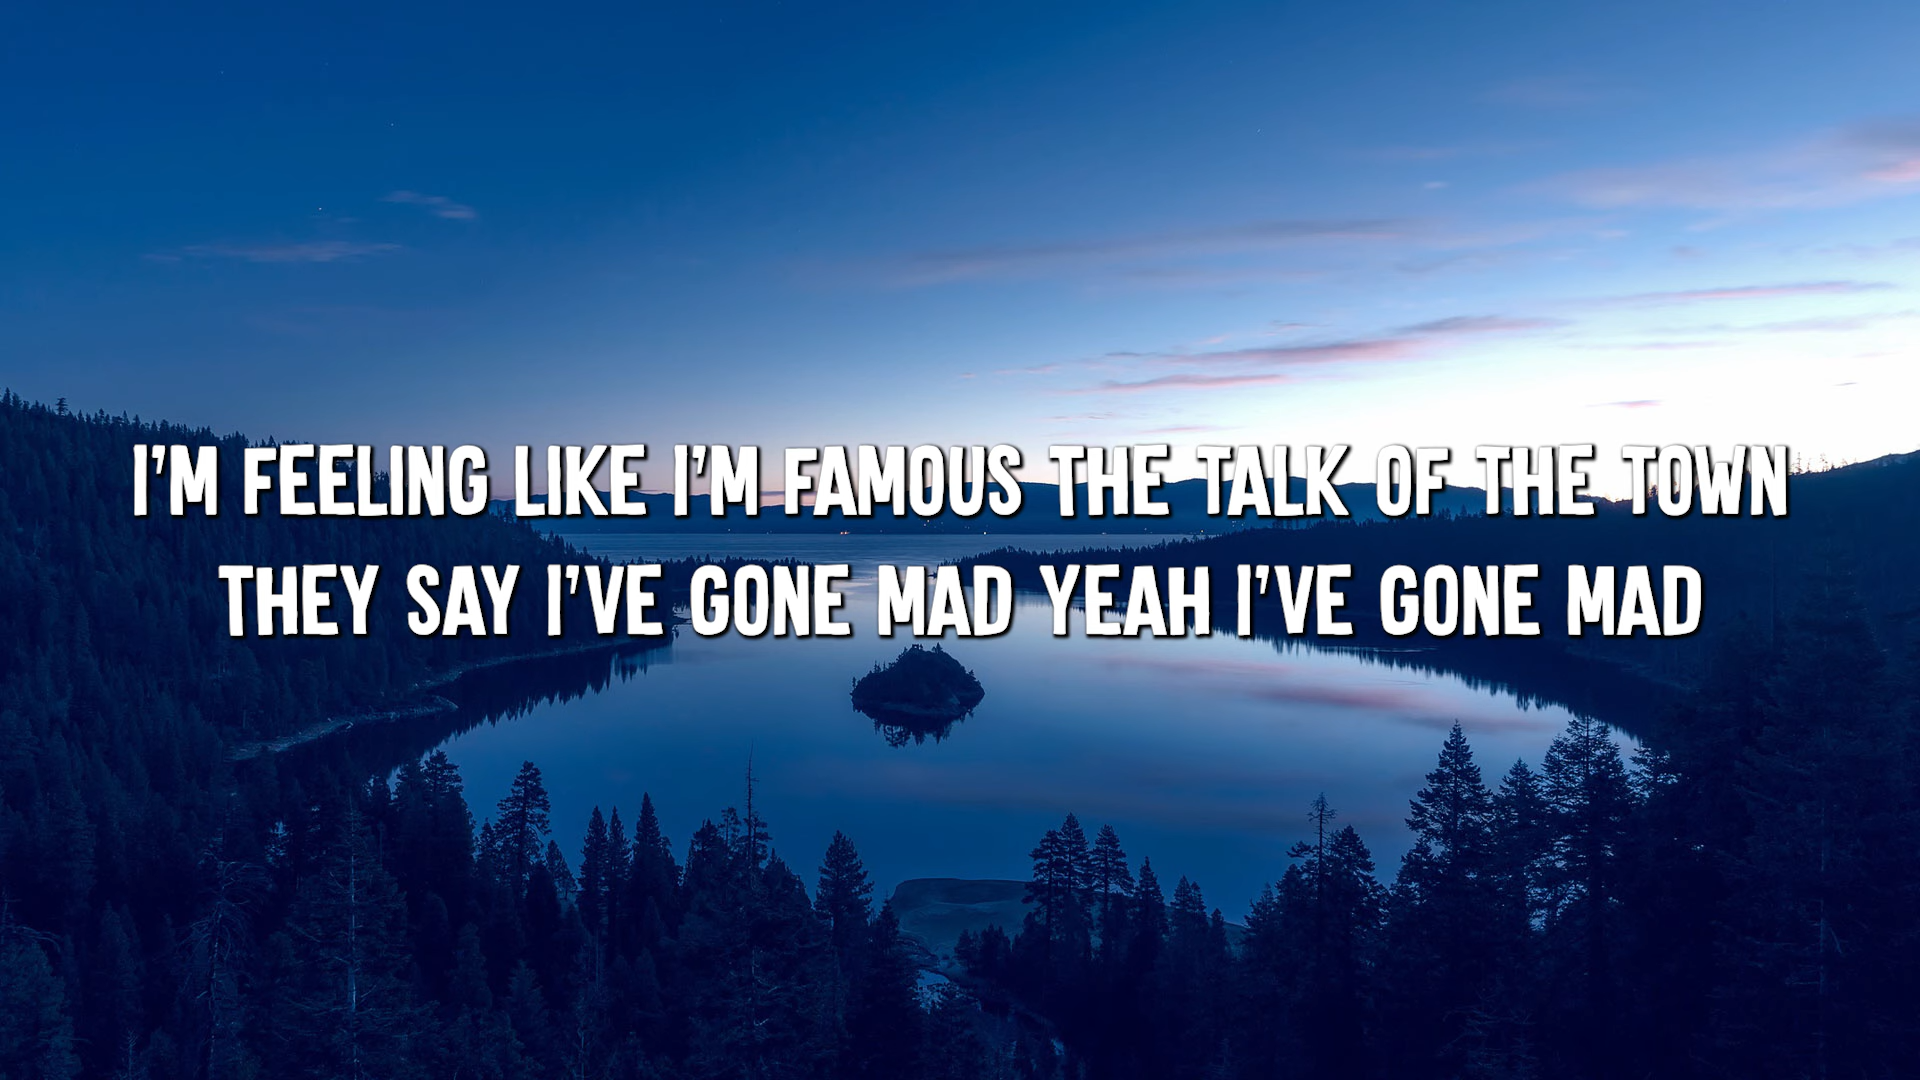 I'M FEELING LIKE I'M FAMOUS THE TALK OF THE TOWN
THEY SAY I'VE GONE MAD YEAH I'VE GONE MAD